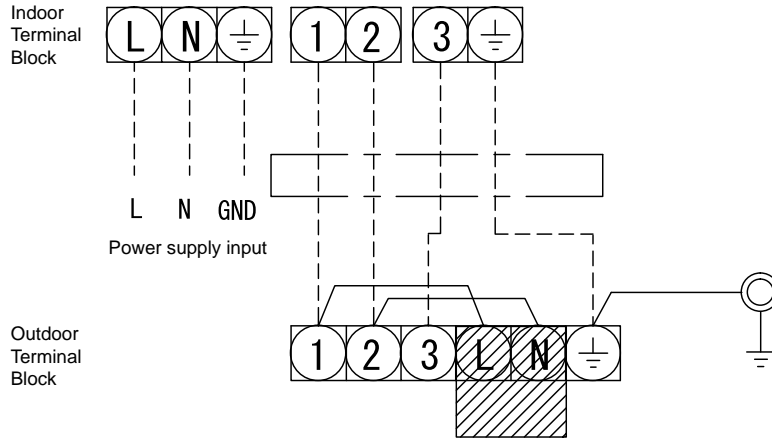 Indoor
Terminal
Block
L N 1 2 3
L N GND
Power supply input
Outdoor
Terminal
Block
1 2 3 L N